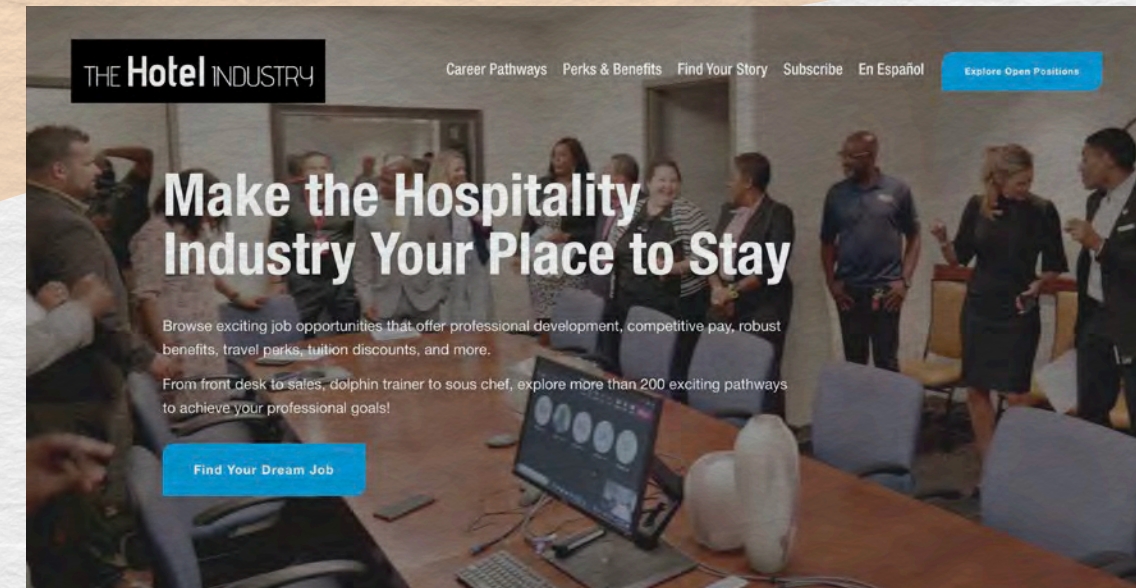 THE Hotel INDUSTRY
Career Pathways Perks & Benefits Find Your Story Subscribe En Español Explore Open Positions
Make the Hospitality
Industry Your Place to Stay
Browse exciting job opportunities that offer professional development, competitive pay, robust
benefits, travel perks, tuition discounts, and more.
From front desk to sales, dolphin trainer to sous chef, explore more than 200 exciting pathways
to achieve your professional goals!
Find Your Dream Job